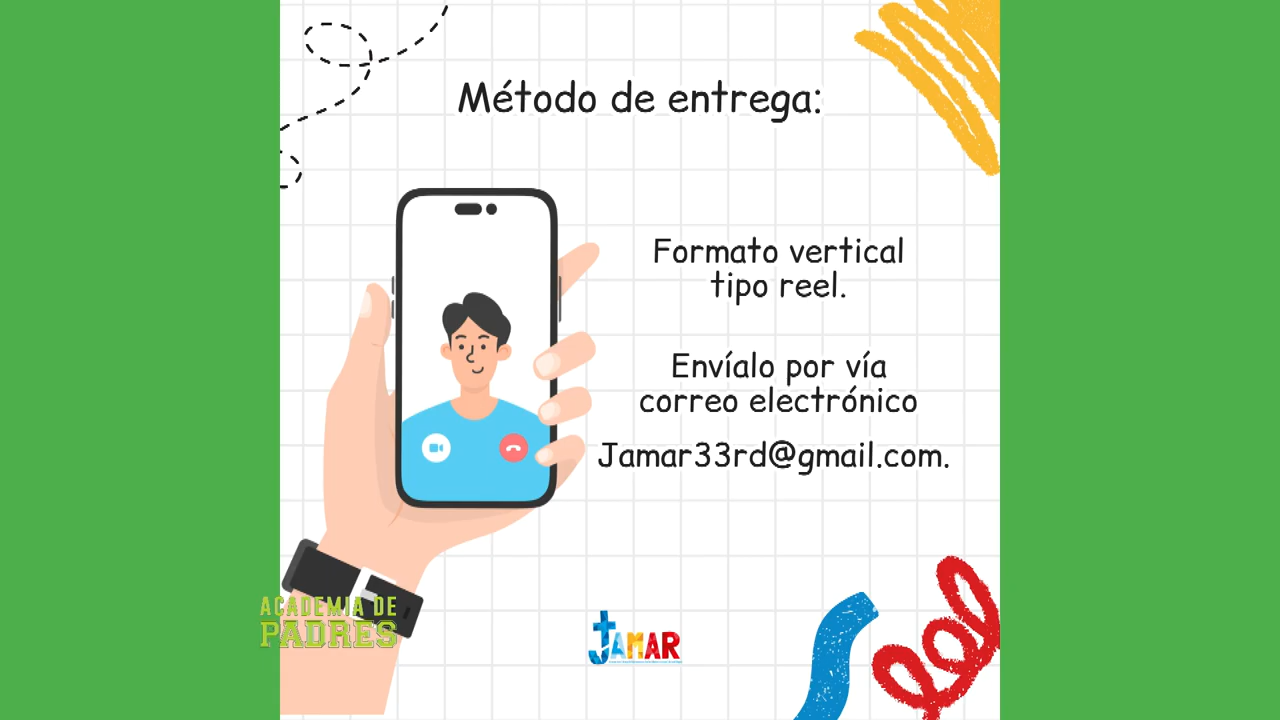 Método de entrega:
Formato vertical
tipo reel.
Envíalo por vía
correo electrónico
Jamar33rd@gmail.com.
ACADEMIA DE
PADRES
JAMAR